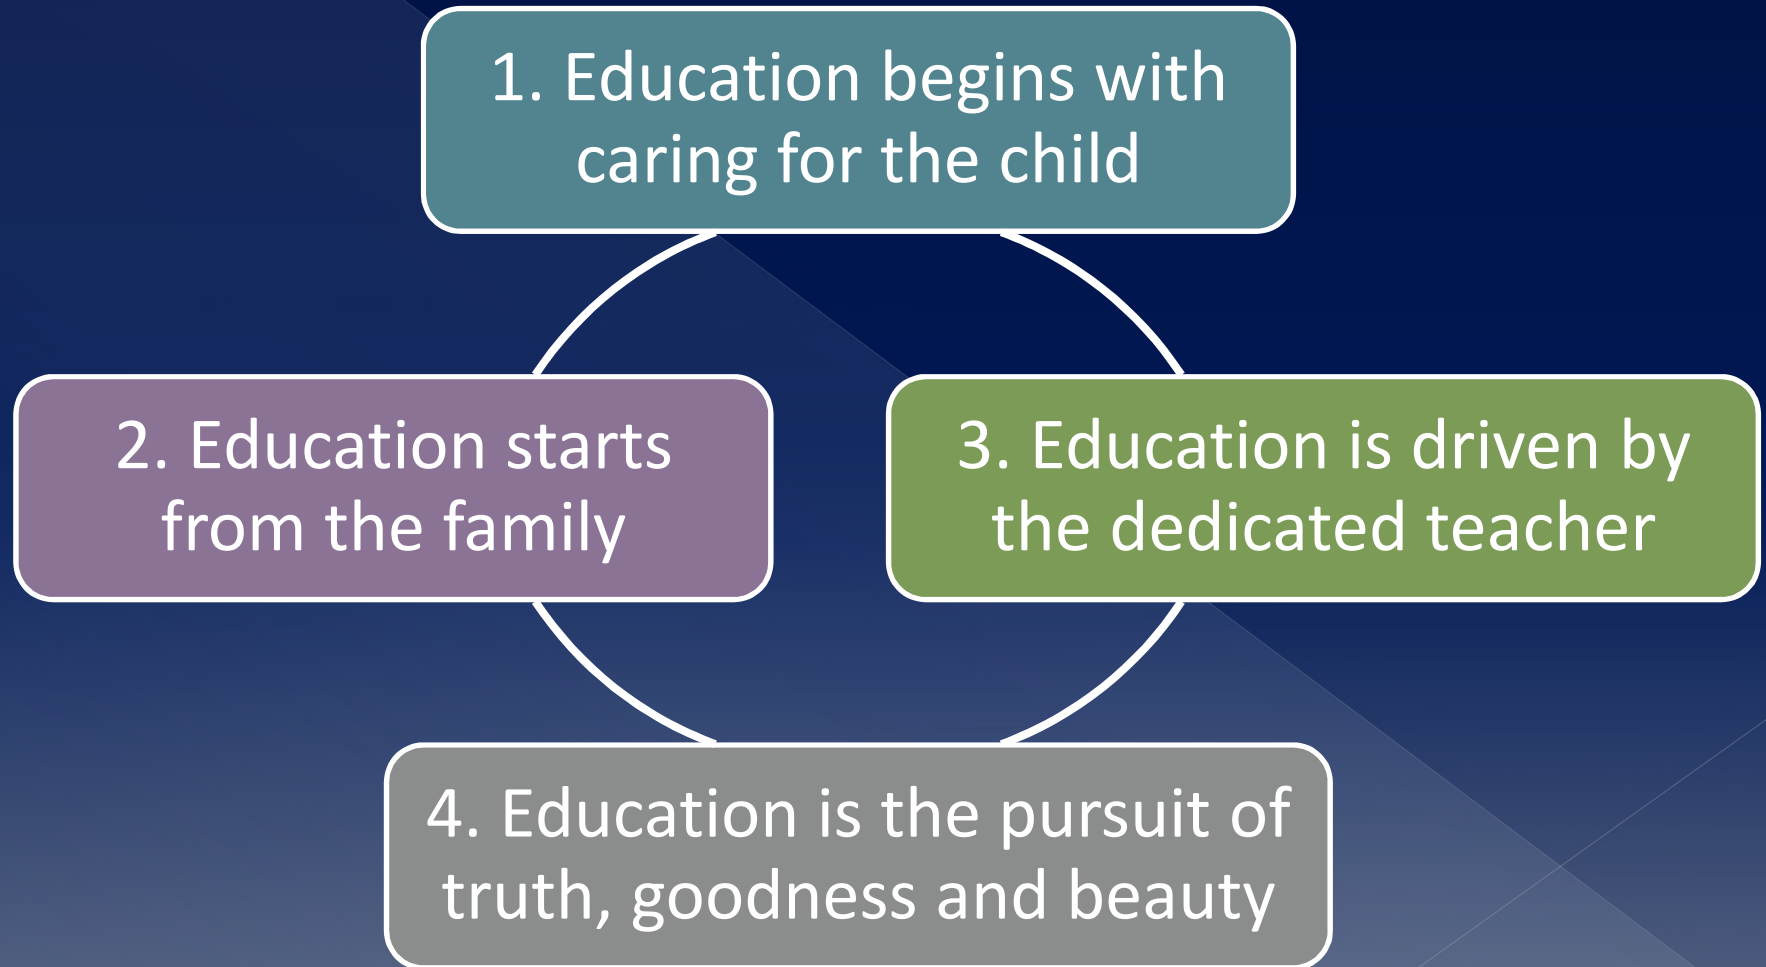 1. Education begins with
caring for the child
2. Education starts
from the family
3. Education is driven by
the dedicated teacher
4. Education is the pursuit of
truth, goodness and beauty